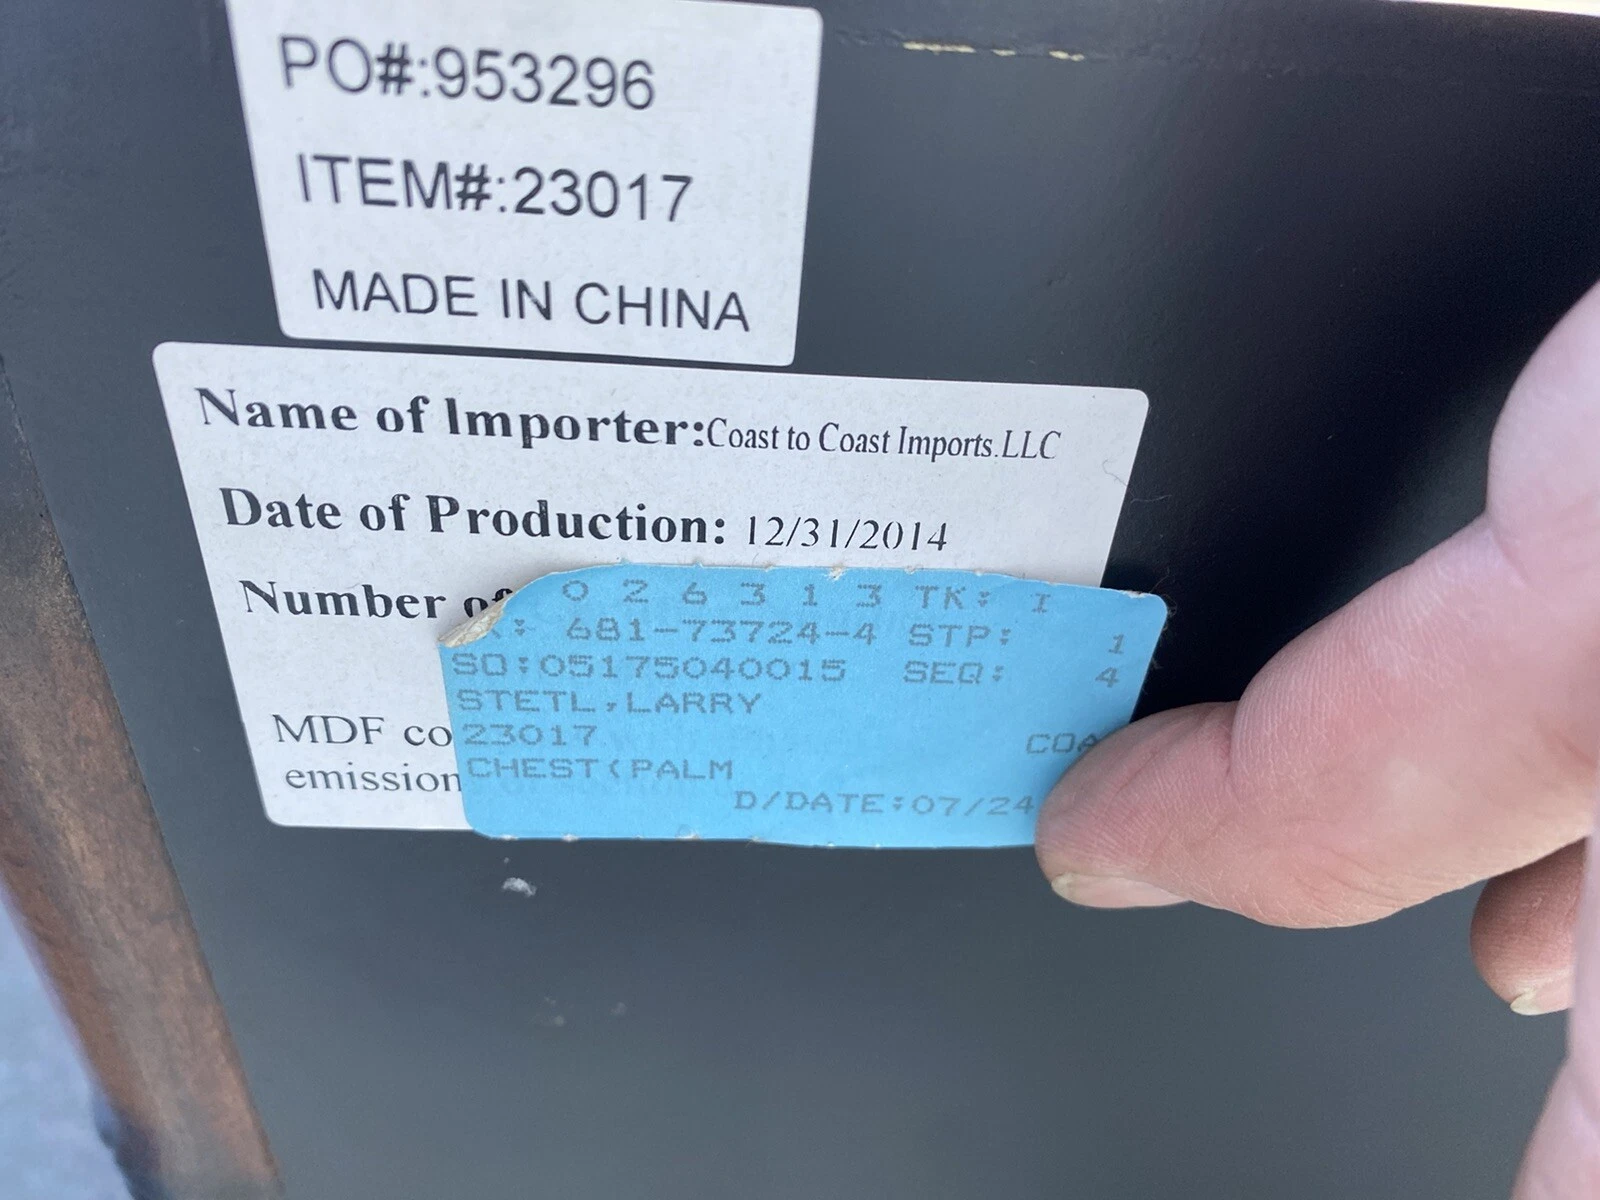 PO#:953296
ITEM#:23017
MADE IN CHINA
Name of Importer:Coast to Coast Imports.LLC
Date of Production: 12/31/2014
Number of
MDF co
emission
0 2 6 3 1 3 TK: I
: 681-73724-4 STP: 1
SO:05175040015 SEQ: 4
STETL,LARRY
23017 COA
CHEST(PALM
D/DATE:07/24